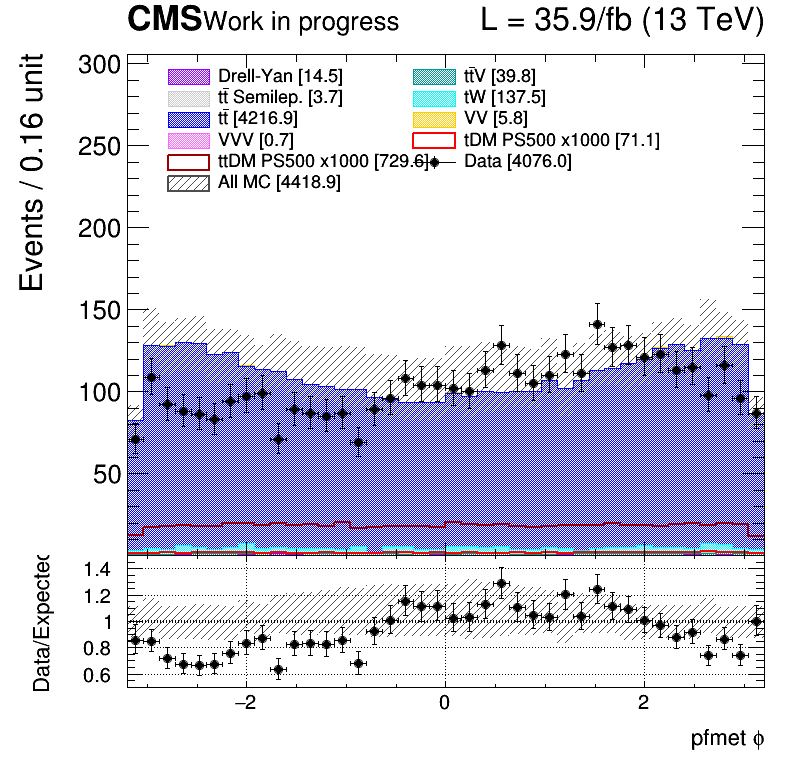 CMS Work in progress L = 35.9/fb (13 TeV)
Events / 0.16 unit
300
250
200
150
100
50
Drell-Yan [14.5] tt̄V [39.8]
tt̄ Semilep. [3.7] tW [137.5]
tt̄ [4216.9] VV [5.8]
VVV [0.7] tDM PS500 x1000 [71.1]
ttDM PS500 x1000 [729.6] Data [4076.0]
All MC [4418.9]
Data/Expected
1.4
1.2
1
0.8
0.6
−2 0 2
pfmet ϕ